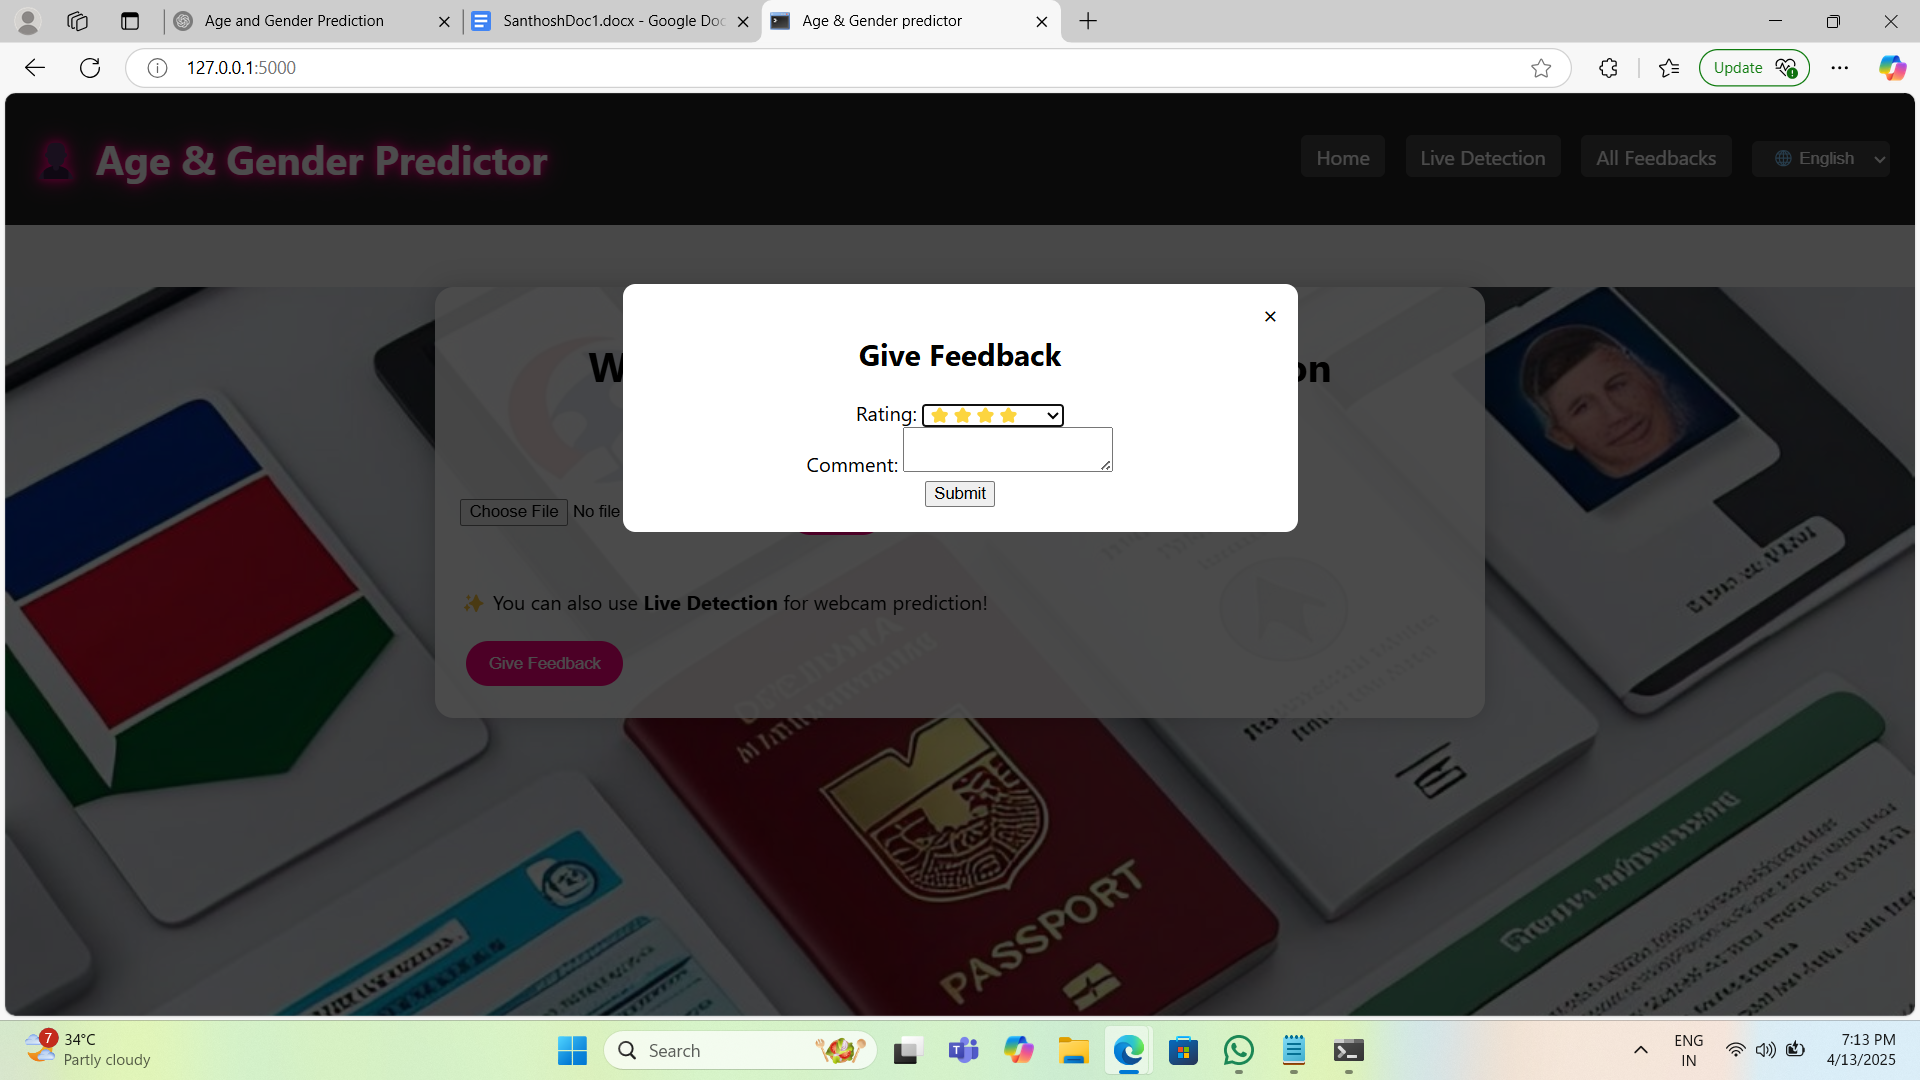 Age and Gender Prediction
SanthoshDoc1.docx - Google Doc
Age & Gender predictor
127.0.0.1:5000
Update
Age & Gender Predictor
Home
Live Detection
All Feedbacks
English
W
on
Give Feedback
Rating:
Comment:
Submit
Choose File No file
✨ You can also use Live Detection for webcam prediction!
Give Feedback
PASSPORT
7
34°C
Partly cloudy
Search
ENG
IN
7:13 PM
4/13/2025